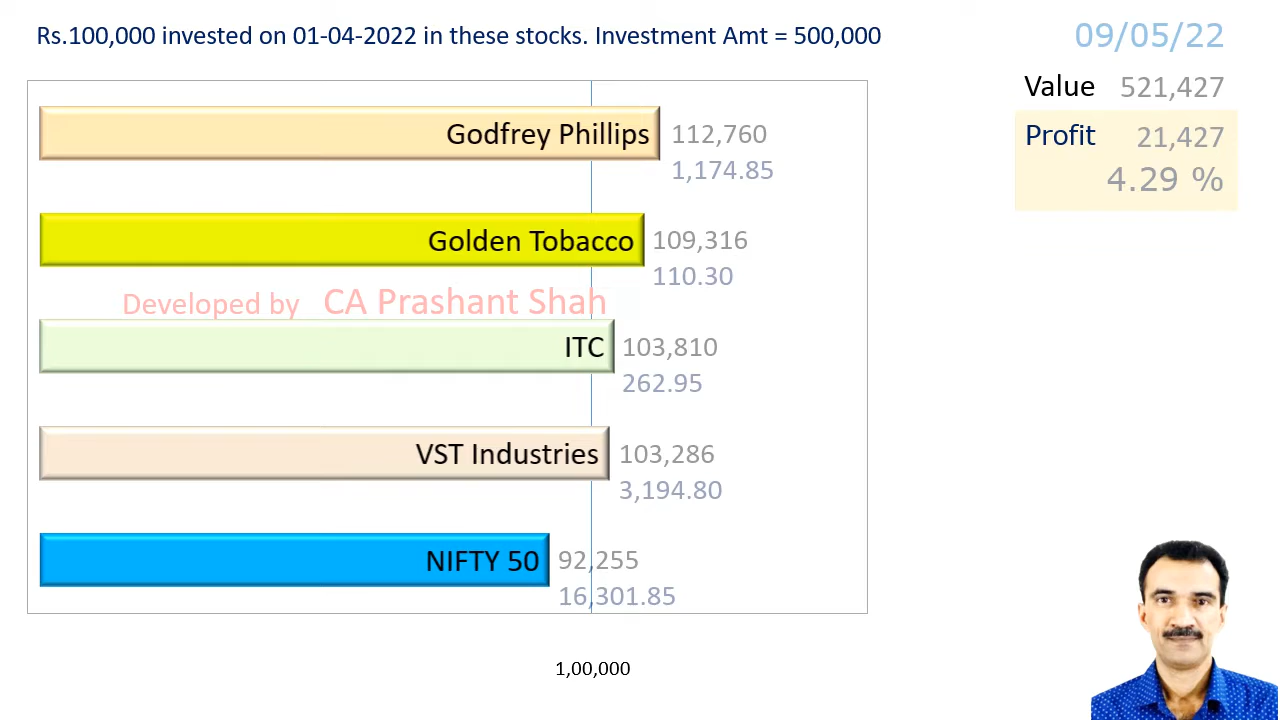 Rs.100,000 invested on 01-04-2022 in these stocks. Investment Amt = 500,000
09/05/22
Value 521,427
Profit 21,427
4.29 %
Godfrey Phillips 112,760
1,174.85
Golden Tobacco 109,316
110.30
Developed by CA Prashant Shah
ITC 103,810
262.95
VST Industries 103,286
3,194.80
NIFTY 50 92,255
16,301.85
1,00,000